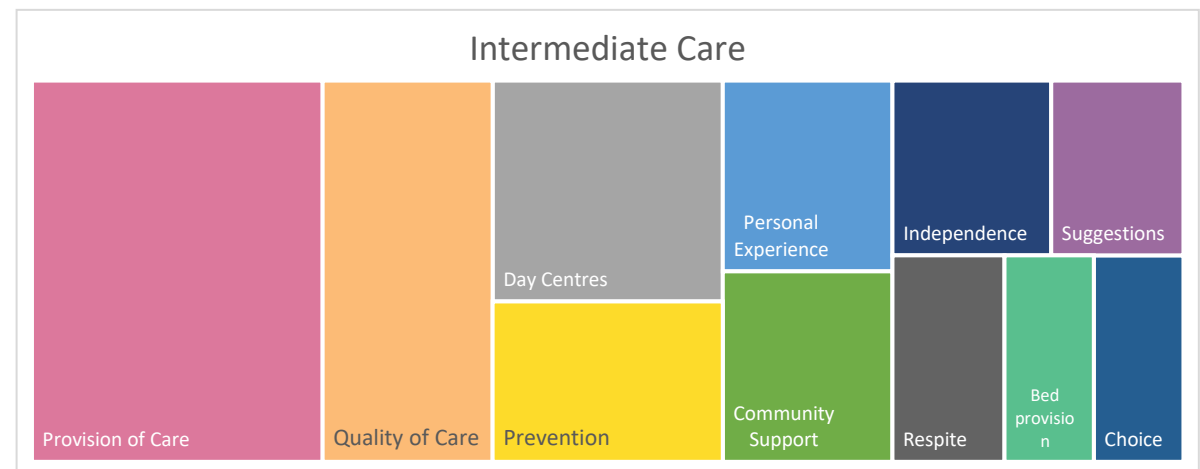 Intermediate Care
Provision of Care
Quality of Care
Day Centres
Prevention
Personal
Experience
Community
Support
Independence
Suggestions
Respite
Bed
provisio
n
Choice